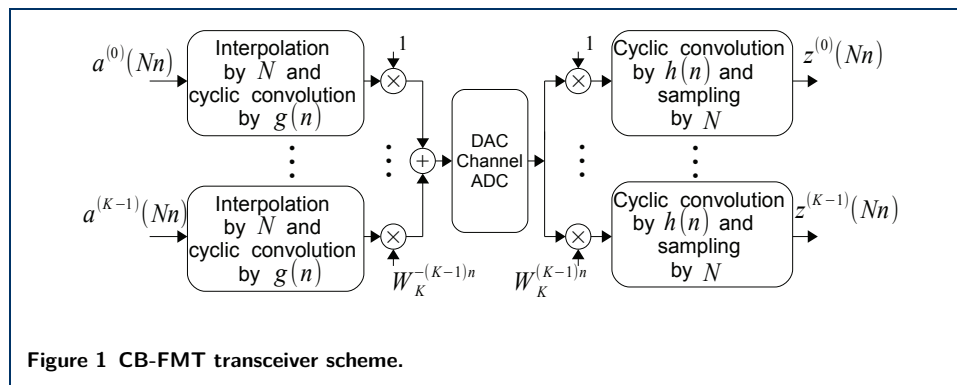 a^{(0)}(Nn)
Interpolation
by N and
cyclic convolution
by g(n)
1
×
DAC
Channel
ADC
1
×
Cyclic convolution
by h(n) and
sampling
by N
z^{(0)}(Nn)
+
a^{(K-1)}(Nn)
Interpolation
by N and
cyclic convolution
by g(n)
×
W_K^{-(K-1)n}
×
W_K^{(K-1)n}
Cyclic convolution
by h(n) and
sampling
by N
z^{(K-1)}(Nn)
Figure 1 CB-FMT transceiver scheme.